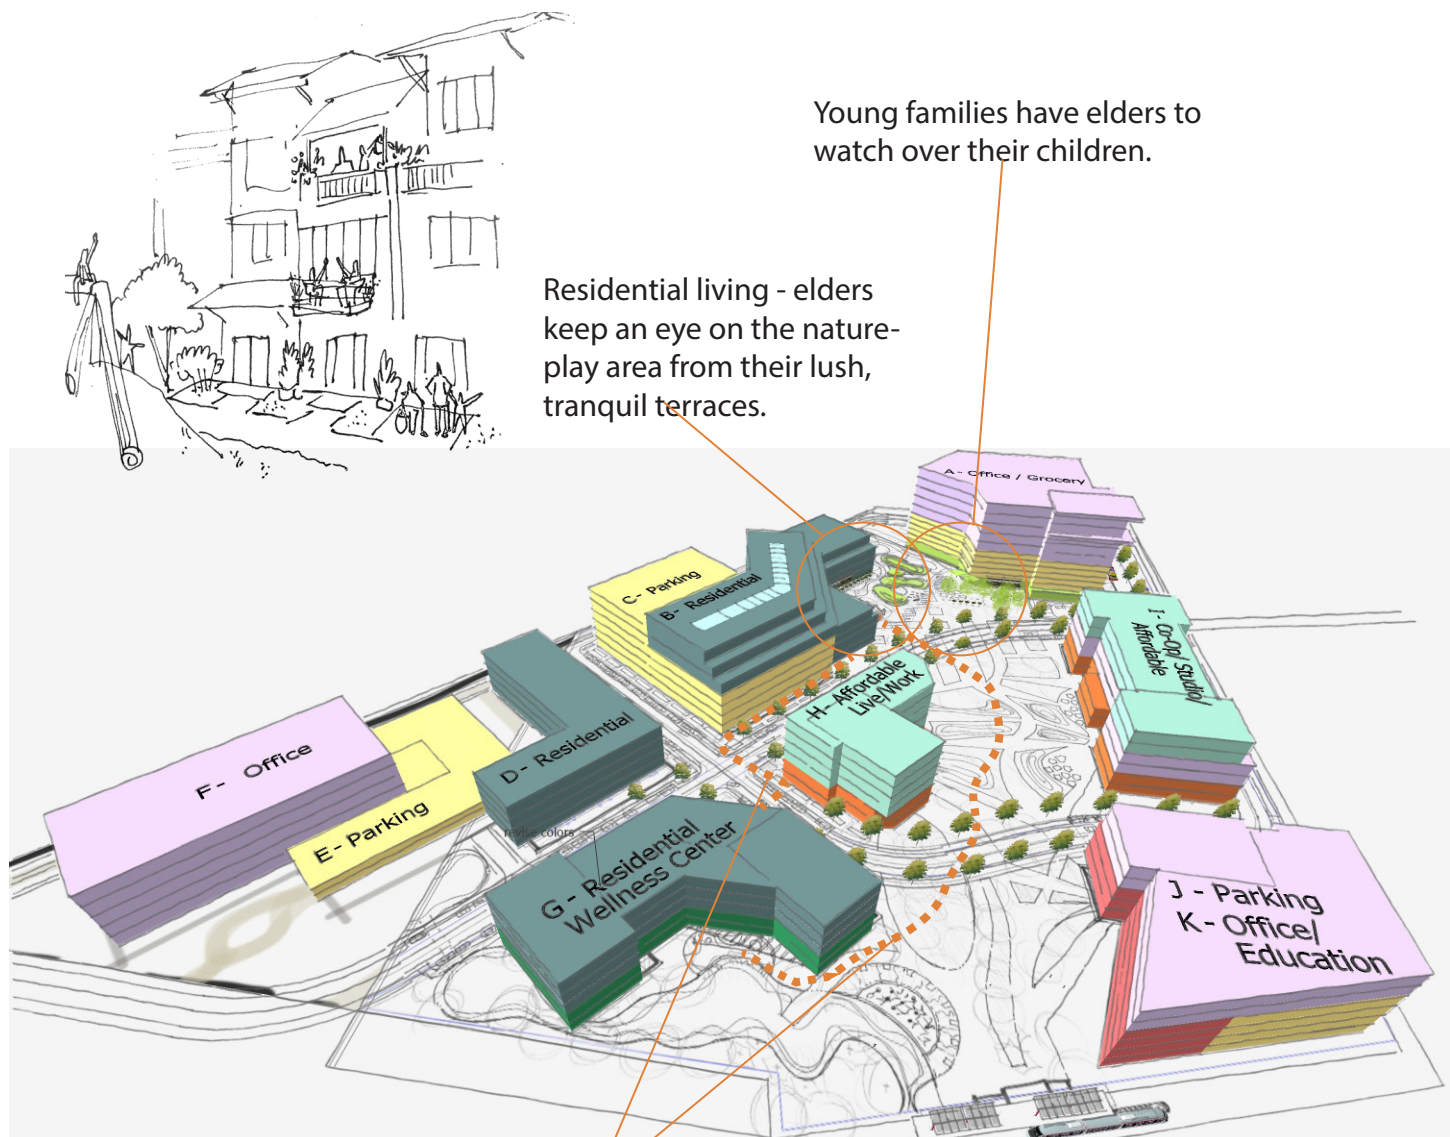 Young families have elders to
watch over their children.
Residential living - elders
keep an eye on the nature-
play area from their lush,
tranquil terraces.
A - Office / Grocery
C - Parking
B - Residential
I - Co-Op/ Studio/
Affordable
H - Affordable
Live/Work
D - Residential
F - Office
E - Parking
revise colors
G - Residential
Wellness Center
J - Parking
K - Office/
Education